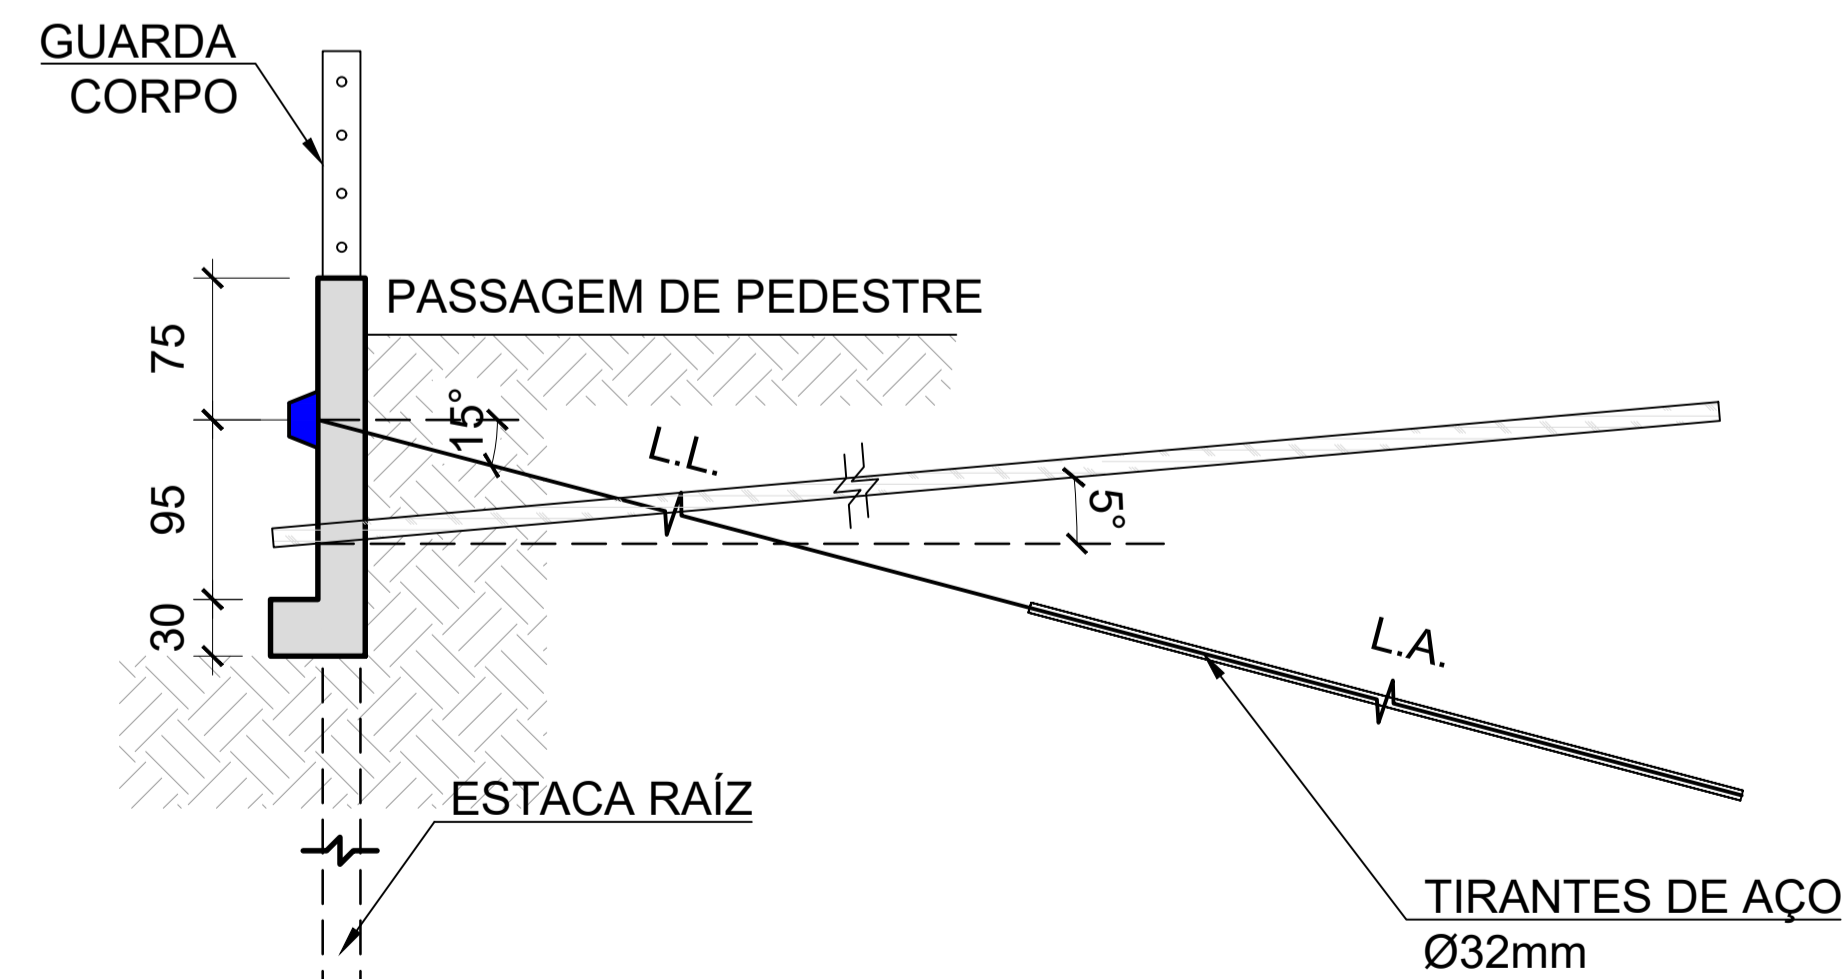 GUARDA
CORPO
PASSAGEM DE PEDESTRE
75
15°
L.L.
95
5°
30
L.A.
ESTACA RAÍZ
TIRANTES DE AÇO
Ø32mm